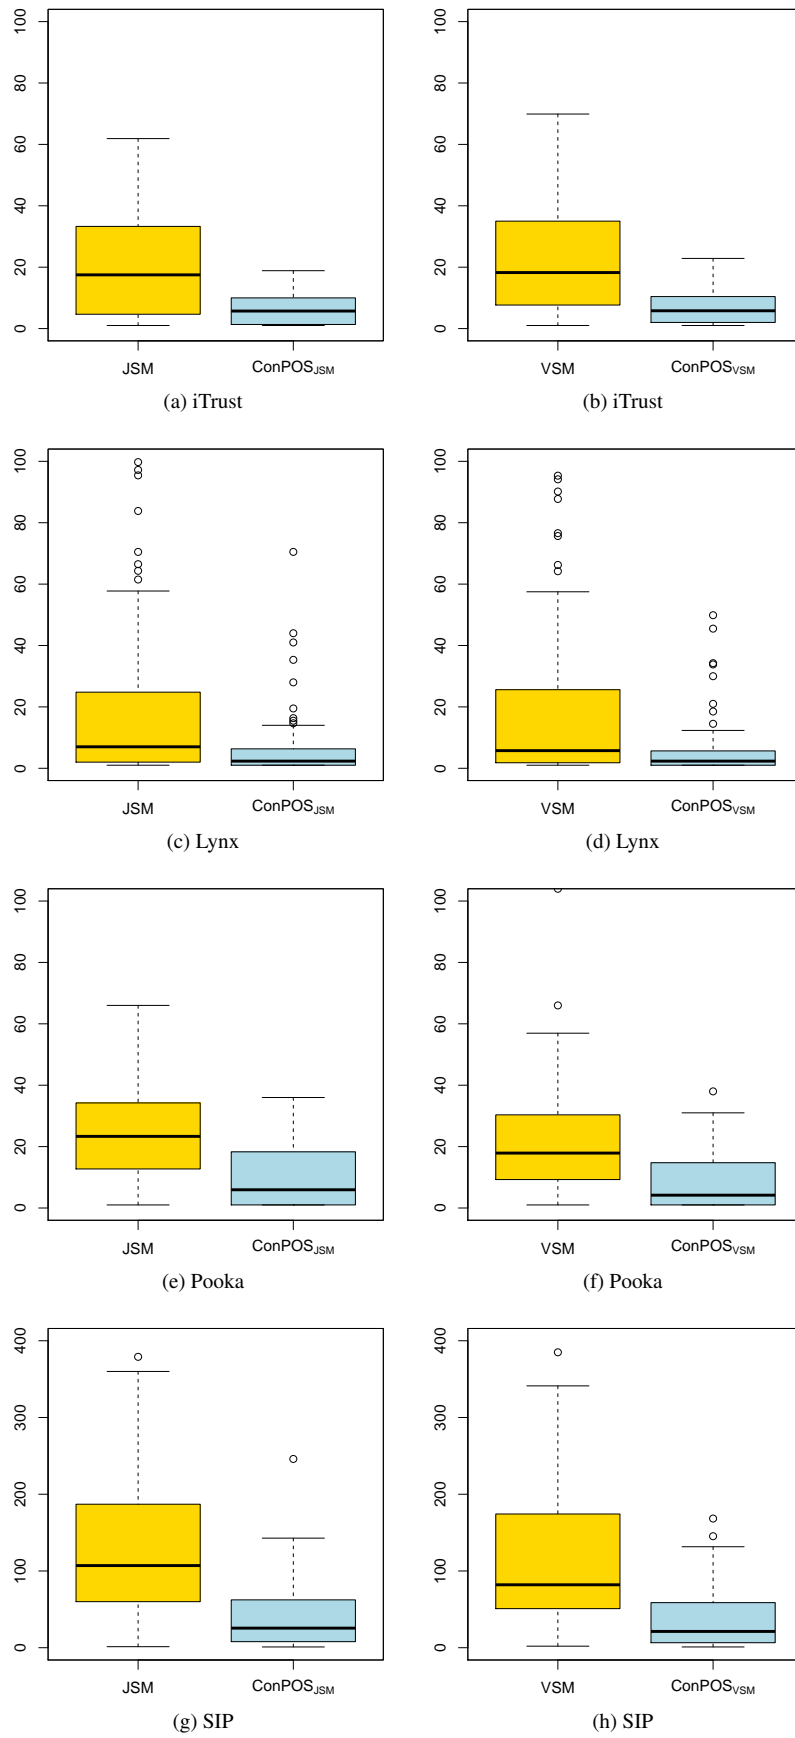 100
80
60
40
20
0
JSM ConPOSJSM
(a) iTrust
100
80
60
40
20
0
VSM ConPOSVSM
(b) iTrust
100
80
60
40
20
0
JSM ConPOSJSM
(c) Lynx
100
80
60
40
20
0
VSM ConPOSVSM
(d) Lynx
100
80
60
40
20
0
JSM ConPOSJSM
(e) Pooka
100
80
60
40
20
0
VSM ConPOSVSM
(f) Pooka
400
300
200
100
0
JSM ConPOSJSM
(g) SIP
400
300
200
100
0
VSM ConPOSVSM
(h) SIP